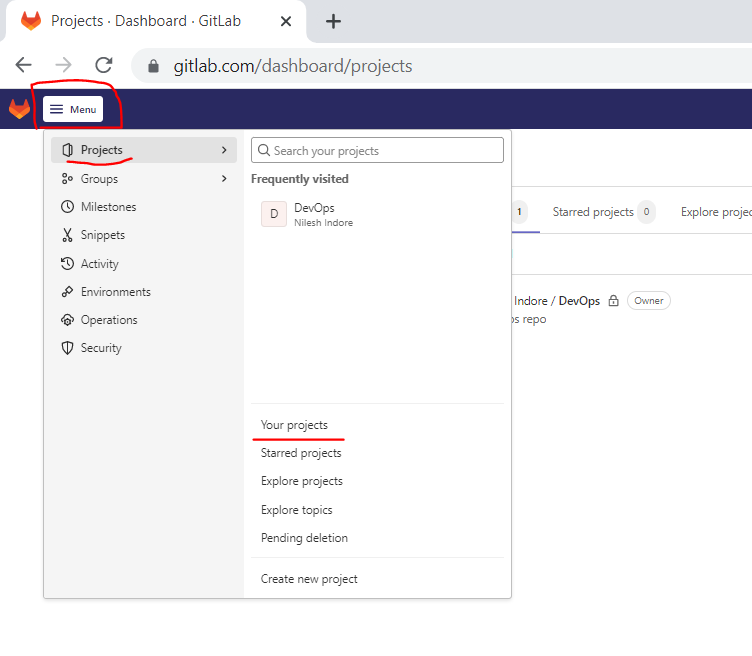 Projects · Dashboard · GitLab
gitlab.com/dashboard/projects
Menu
Projects
Groups
Milestones
Snippets
Activity
Environments
Operations
Security
Search your projects
Frequently visited
D
DevOps
Nilesh Indore
Your projects
Starred projects
Explore projects
Explore topics
Pending deletion
Create new project
1 Starred projects 0 Explore projec
Indore / DevOps Owner
os repo